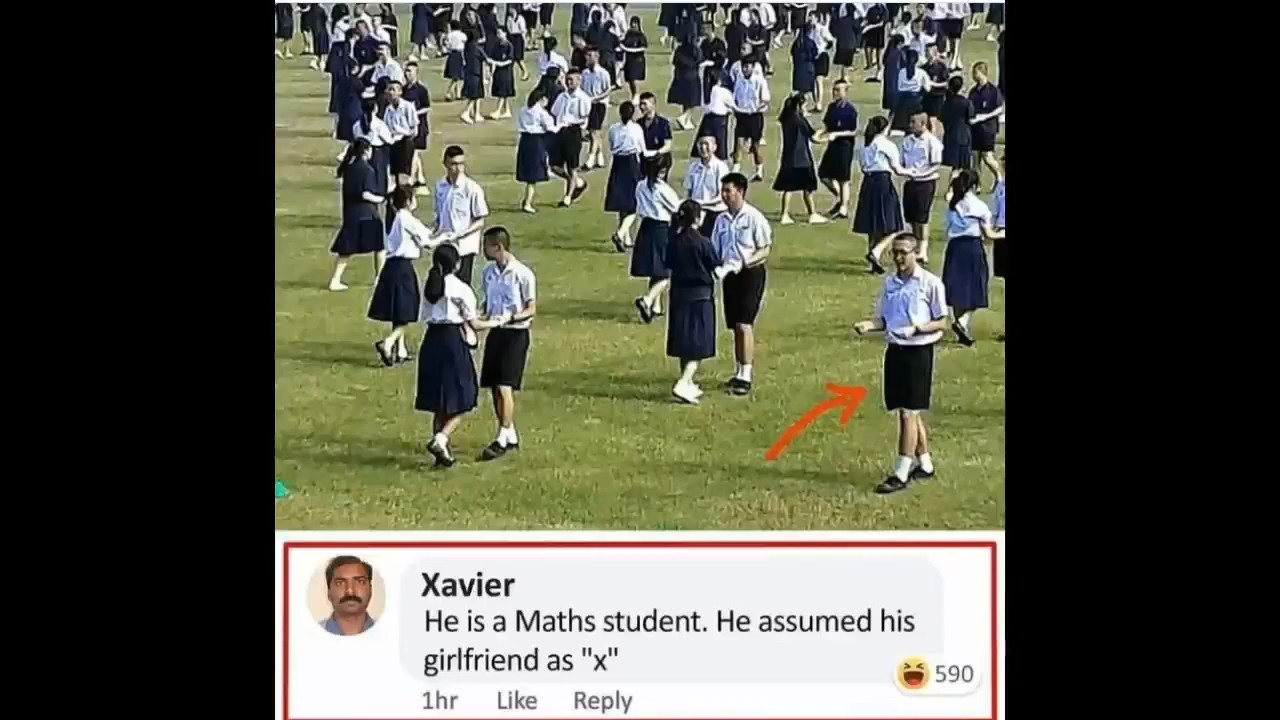 Xavier
He is a Maths student. He assumed his
girlfriend as "x"
590
1hr Like Reply